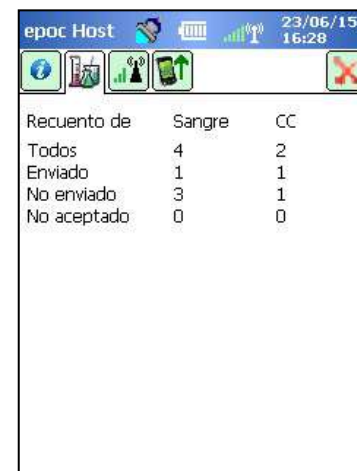 epoc Host 23/06/15
16:28
Recuento de Sangre CC
Todos 4 2
Enviado 1 1
No enviado 3 1
No aceptado 0 0